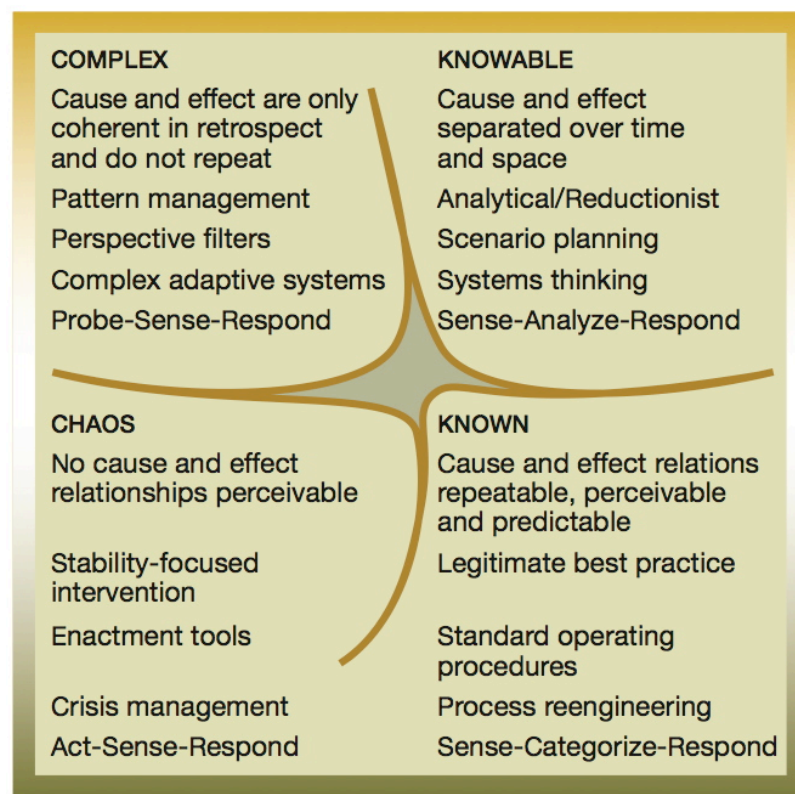 COMPLEX
Cause and effect are only
coherent in retrospect
and do not repeat
Pattern management
Perspective filters
Complex adaptive systems
Probe-Sense-Respond
KNOWABLE
Cause and effect
separated over time
and space
Analytical/Reductionist
Scenario planning
Systems thinking
Sense-Analyze-Respond
CHAOS
No cause and effect
relationships perceivable
Stability-focused
intervention
Enactment tools
Crisis management
Act-Sense-Respond
KNOWN
Cause and effect relations
repeatable, perceivable
and predictable
Legitimate best practice
Standard operating
procedures
Process reengineering
Sense-Categorize-Respond